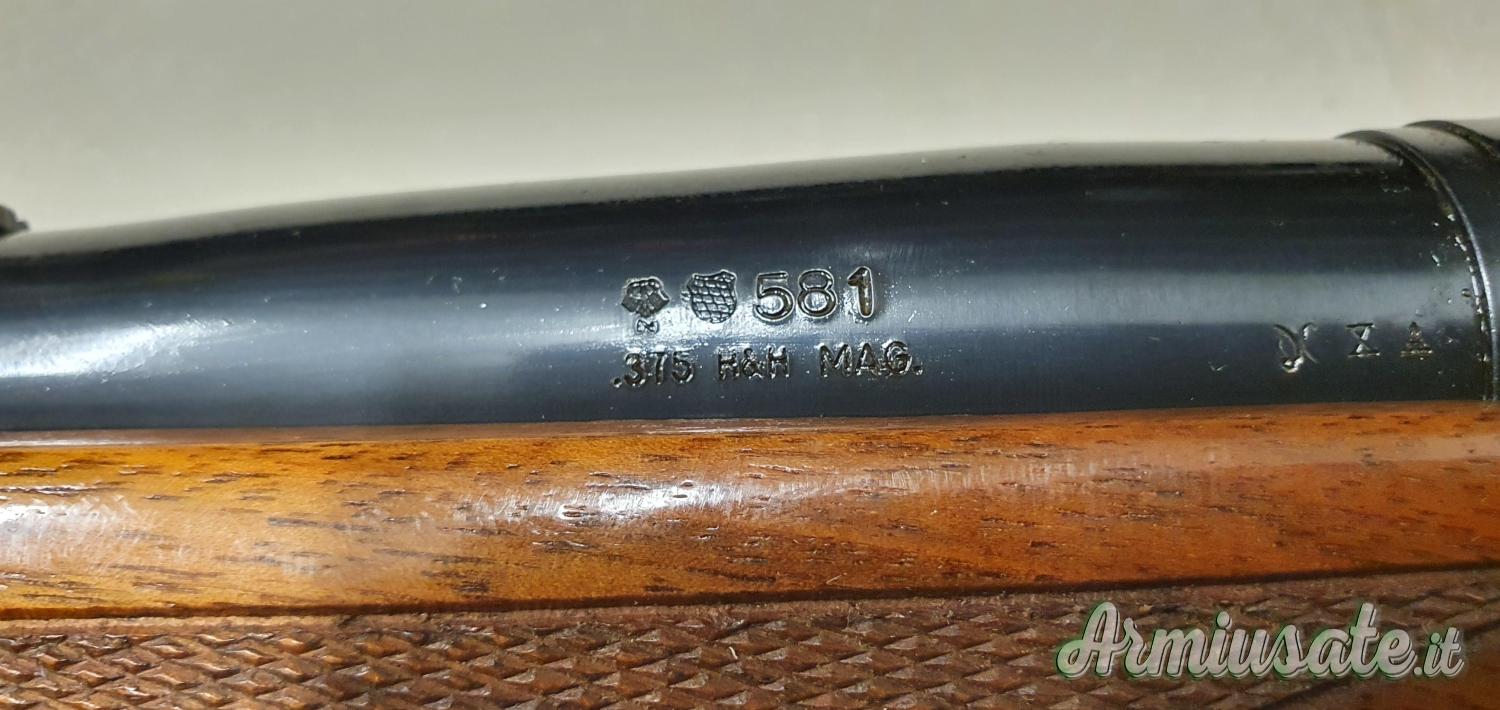 581
.375 H&H MAG.
Armiusate.it